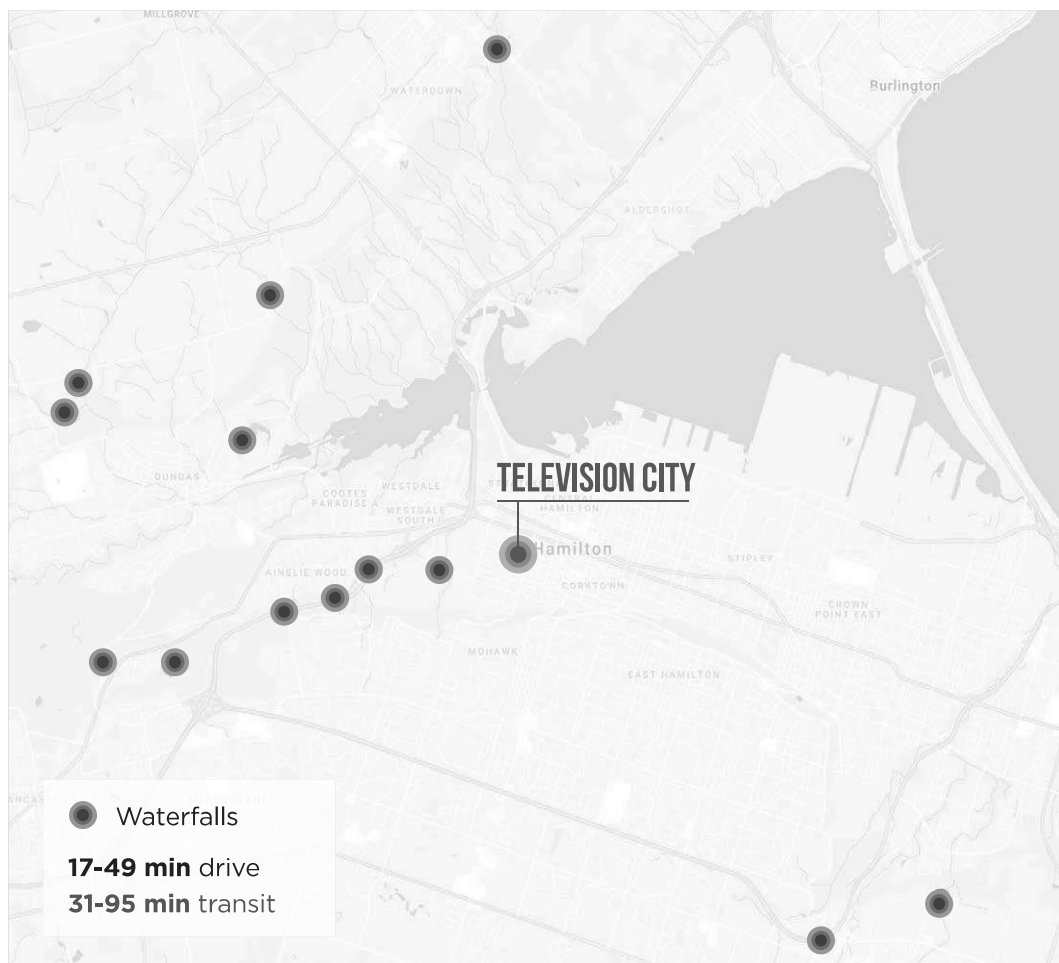 MILLGROVE
Burlington
WATERDOWN
ALDERSHOT
TELEVISION CITY
DUNDAS
WESTDALE
COOTES
PARADISE A
CENTRAL
HAMILTON
WESTDALE
SOUTH
Hamilton
STIPLEY
AINSLIE WOOD
CORKTOWN
CROWN
POINT EAST
MOHAWK
EAST HAMILTON
Waterfalls
17-49 min drive
31-95 min transit